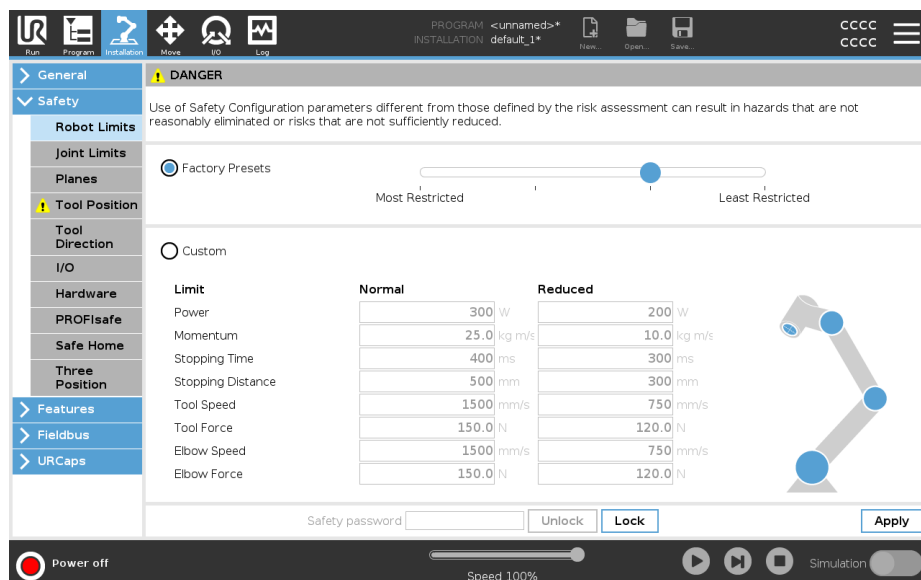 PROGRAM <unnamed>*
INSTALLATION default_1*
UR
Run
Program
Installation
Move
I/O
Log
New...
Open...
Save...
CCCC
CCCC
General
Safety
Robot Limits
Joint Limits
Planes
Tool Position
Tool
Direction
I/O
Hardware
PROFIsafe
Safe Home
Three
Position
Features
Fieldbus
URCaps
DANGER
Use of Safety Configuration parameters different from those defined by the risk assessment can result in hazards that are not
reasonably eliminated or risks that are not sufficiently reduced.
Factory Presets
Most Restricted Least Restricted
Custom
Limit Normal Reduced
Power 300 W 200 W
Momentum 25.0 kg m/s 10.0 kg m/s
Stopping Time 400 ms 300 ms
Stopping Distance 500 mm 300 mm
Tool Speed 1500 mm/s 750 mm/s
Tool Force 150.0 N 120.0 N
Elbow Speed 1500 mm/s 750 mm/s
Elbow Force 150.0 N 120.0 N
Safety password Unlock Lock Apply
Power off
Speed 100%
Simulation